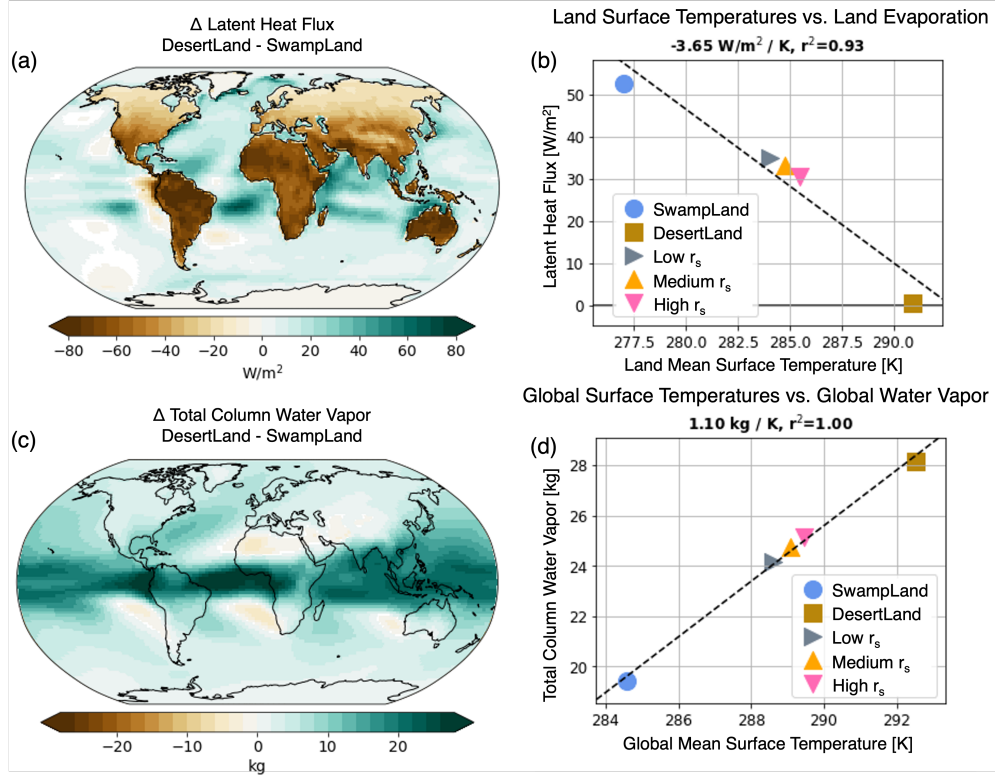 Δ Latent Heat Flux
DesertLand - SwampLand
(a)
−80 −60 −40 −20 0 20 40 60 80
W/m²
Land Surface Temperatures vs. Land Evaporation
-3.65 W/m² / K, r²=0.93
(b)
Latent Heat Flux [W/m²]
50
40
30
20
10
0
SwampLand
DesertLand
Low rₛ
Medium rₛ
High rₛ
277.5 280.0 282.5 285.0 287.5 290.0
Land Mean Surface Temperature [K]
Δ Total Column Water Vapor
DesertLand - SwampLand
(c)
−20 −10 0 10 20
kg
Global Surface Temperatures vs. Global Water Vapor
1.10 kg / K, r²=1.00
(d)
Total Column Water Vapor [kg]
28
26
24
22
20
SwampLand
DesertLand
Low rₛ
Medium rₛ
High rₛ
284 286 288 290 292
Global Mean Surface Temperature [K]